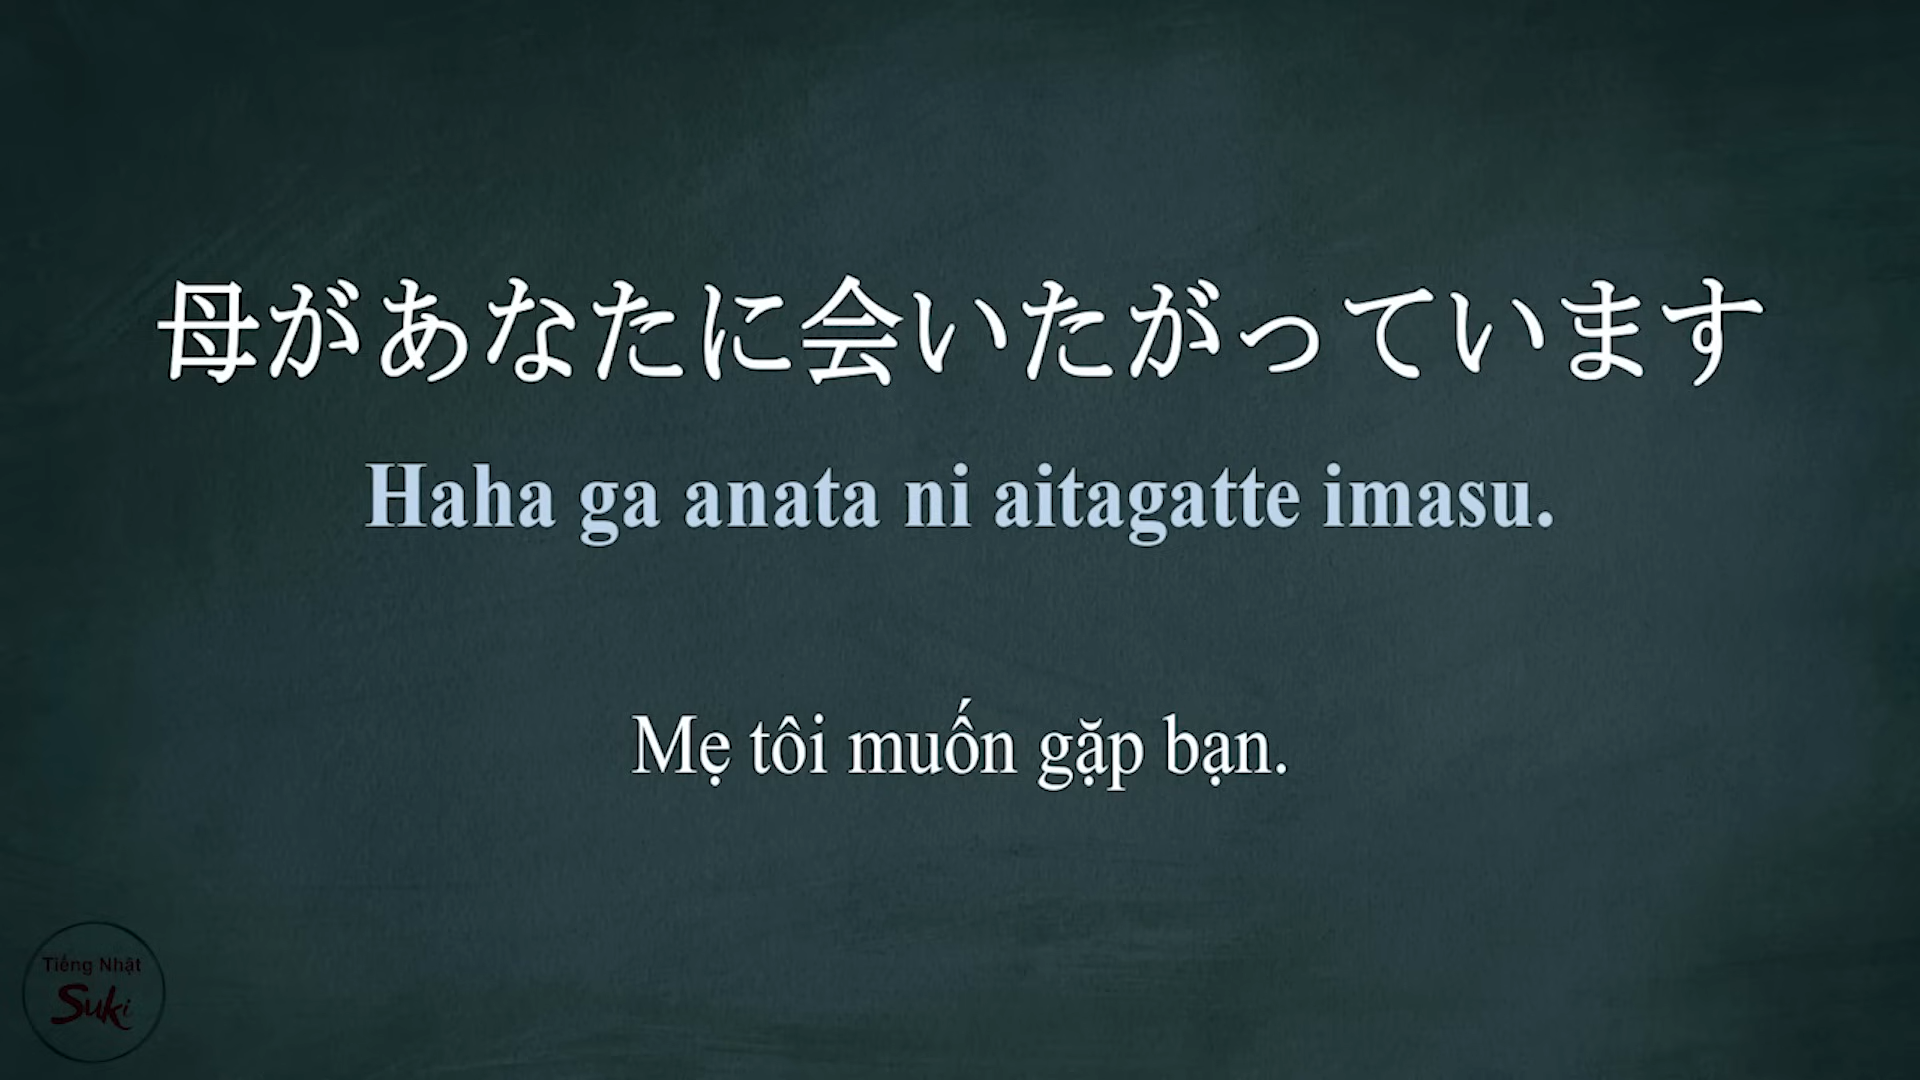 母があなたに会いたがっています
Haha ga anata ni aitagatte imasu.
Mẹ tôi muốn gặp bạn.
Tiếng Nhật
Suki